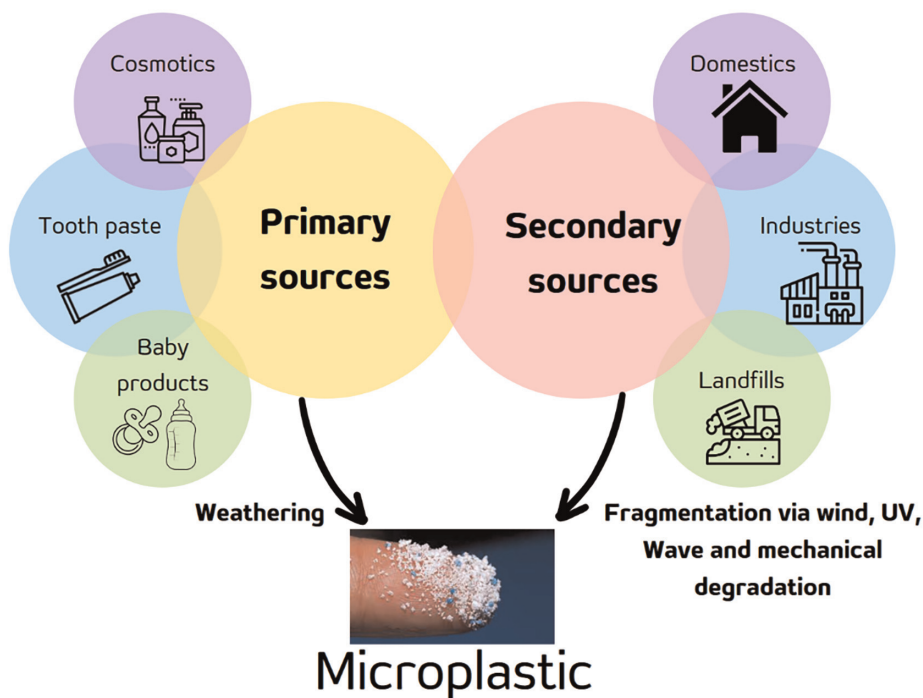 Cosmotics
Tooth paste
Baby
products
Primary
sources
Secondary
sources
Domestics
Industries
Landfills
Weathering
Fragmentation via wind, UV,
Wave and mechanical
degradation
Microplastic